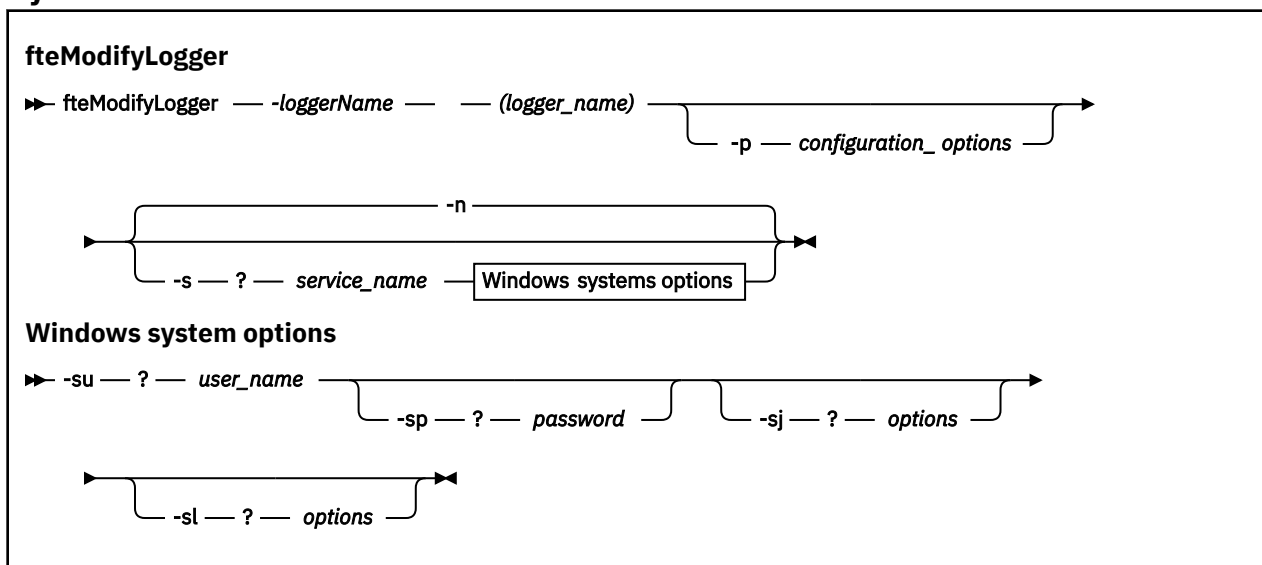 fteModifyLogger
fteModifyLogger -loggerName (logger_name)
-p configuration_ options
-n
-s ? service_name Windows systems options
Windows system options
-su ? user_name
-sp ? password -sj ? options
-sl ? options